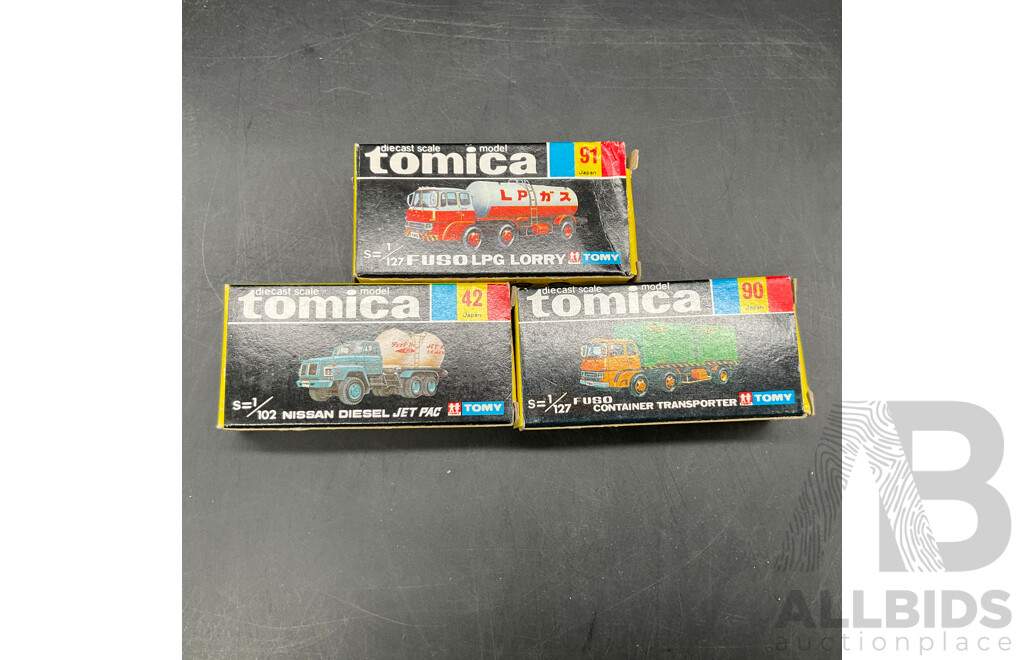 diecast scale model
tomica
91
Japan
LPガス
S=1/127 FUSO LPG LORRY TOMY
diecast scale model
tomica
42
Japan
S=1/102 NISSAN DIESEL JET PAC TOMY
diecast scale model
tomica
90
Japan
S=1/127 FUSO
CONTAINER TRANSPORTER TOMY
AB
ALLBIDS
auctionplace